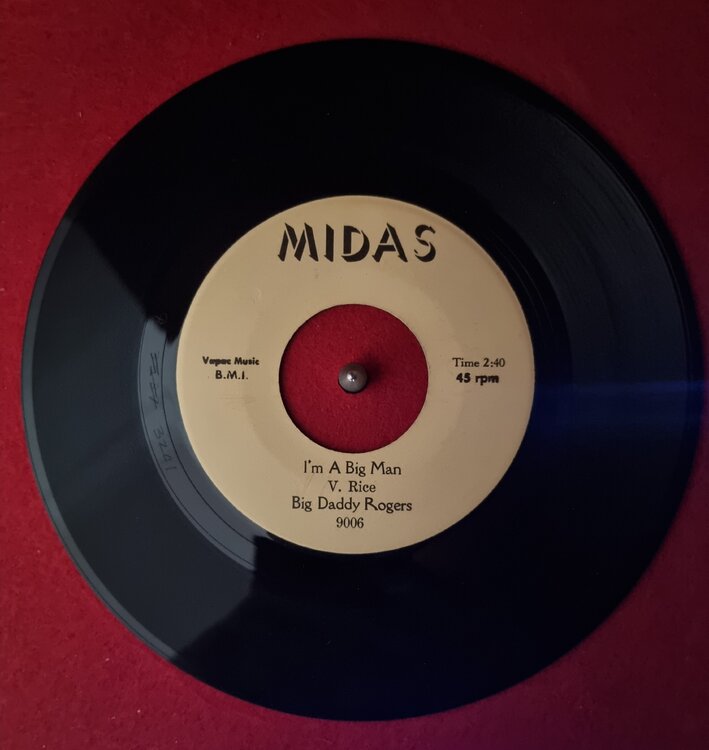 MIDAS
Vapac Music
B.M.I.
Time 2:40
45 rpm
I'm A Big Man
V. Rice
Big Daddy Rogers
9006